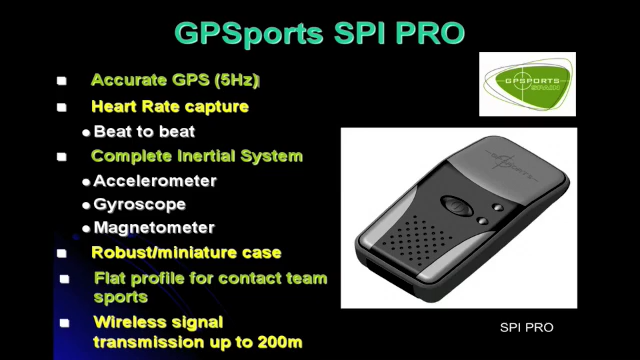 GPSports SPI PRO
Accurate GPS (5Hz)
Heart Rate capture
Beat to beat
Complete Inertial System
Accelerometer
Gyroscope
Magnetometer
Robust/miniature case
Flat profile for contact team
sports
Wireless signal
transmission up to 200m
GPSPORTS
SPAIN
SPI PRO